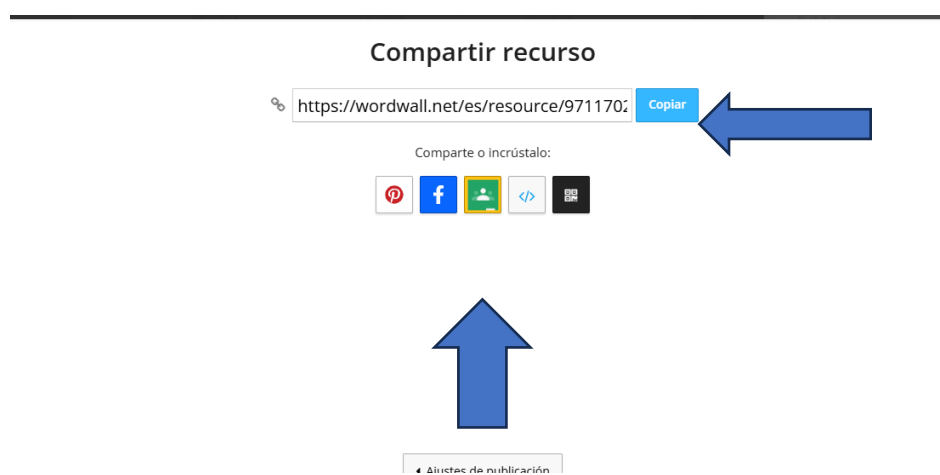 Compartir recurso
https://wordwall.net/es/resource/9711702
Copiar
Comparte o incrústalo:
Ajustes de publicación